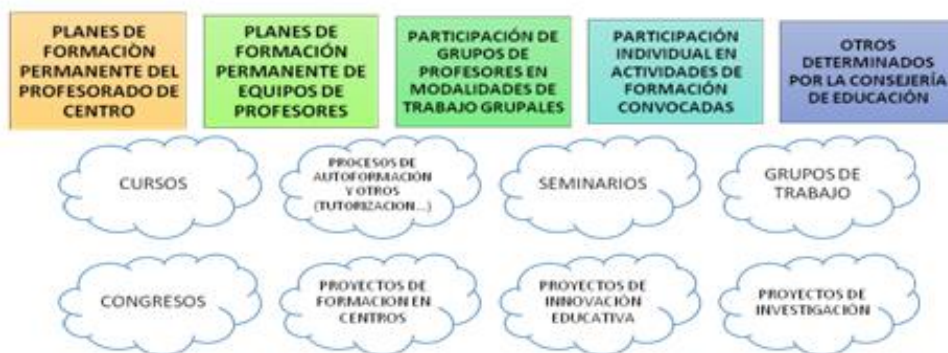 PLANES DE
FORMACIÒN
PERMANENTE DEL
PROFESORADO DE
CENTRO
PLANES DE
FORMACIÓN
PERMANENTE DE
EQUIPOS DE
PROFESORES
PARTICIPACIÓN DE
GRUPOS DE
PROFESORES EN
MODALIDADES DE
TRABAJO GRUPALES
PARTICIPACIÓN
INDIVIDUAL EN
ACTIVIDADES DE
FORMACIÓN
CONVOCADAS
OTROS
DETERMINADOS
POR LA CONSEJERÍA
DE EDUCACIÓN
CURSOS
PROCESOS DE
AUTOFORMACIÓN
Y OTROS
(TUTORIZACION...)
SEMINARIOS
GRUPOS DE
TRABAJO
CONGRESOS
PROYECTOS DE
FORMACION EN
CENTROS
PROYECTOS DE
INNOVACIÓN
EDUCATIVA
PROYECTOS DE
INVESTIGACIÓN